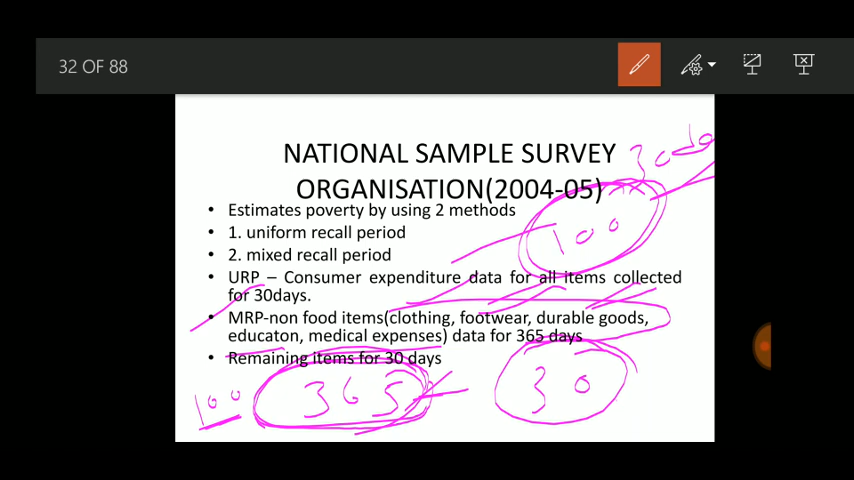 32 OF 88
NATIONAL SAMPLE SURVEY
ORGANISATION(2004-05)
30da
100
• Estimates poverty by using 2 methods
• 1. uniform recall period
• 2. mixed recall period
• URP – Consumer expenditure data for all items collected
for 30days.
• MRP-non food items(clothing, footwear, durable goods,
educaton, medical expenses) data for 365 days
• Remaining items for 30 days
100 365 30